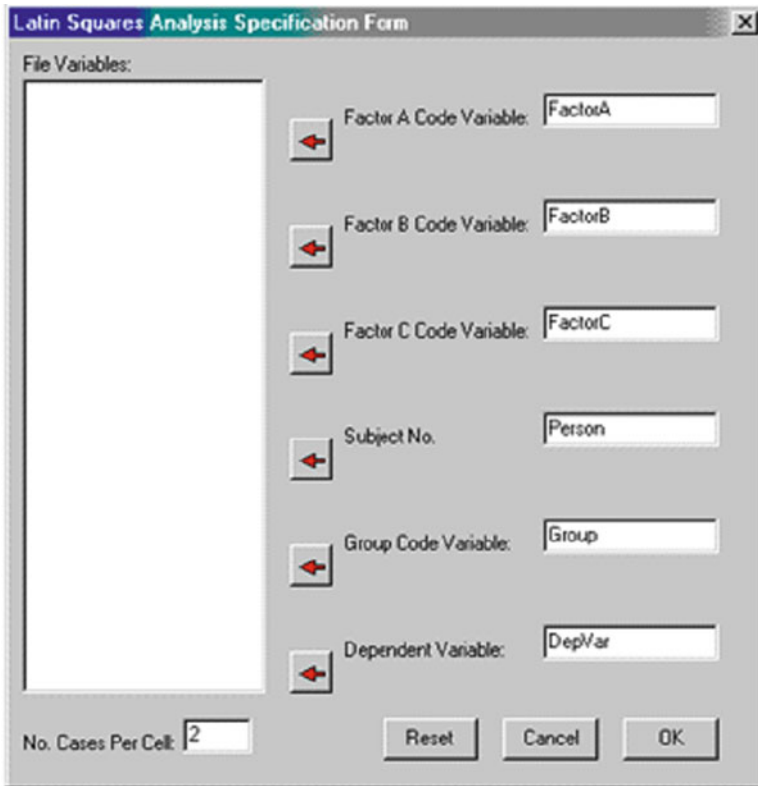 Latin Squares Analysis Specification Form
File Variables:
Factor A Code Variable: FactorA
Factor B Code Variable: FactorB
Factor C Code Variable: FactorC
Subject No. Person
Group Code Variable: Group
Dependent Variable: DepVar
No. Cases Per Cell: 2
Reset Cancel OK